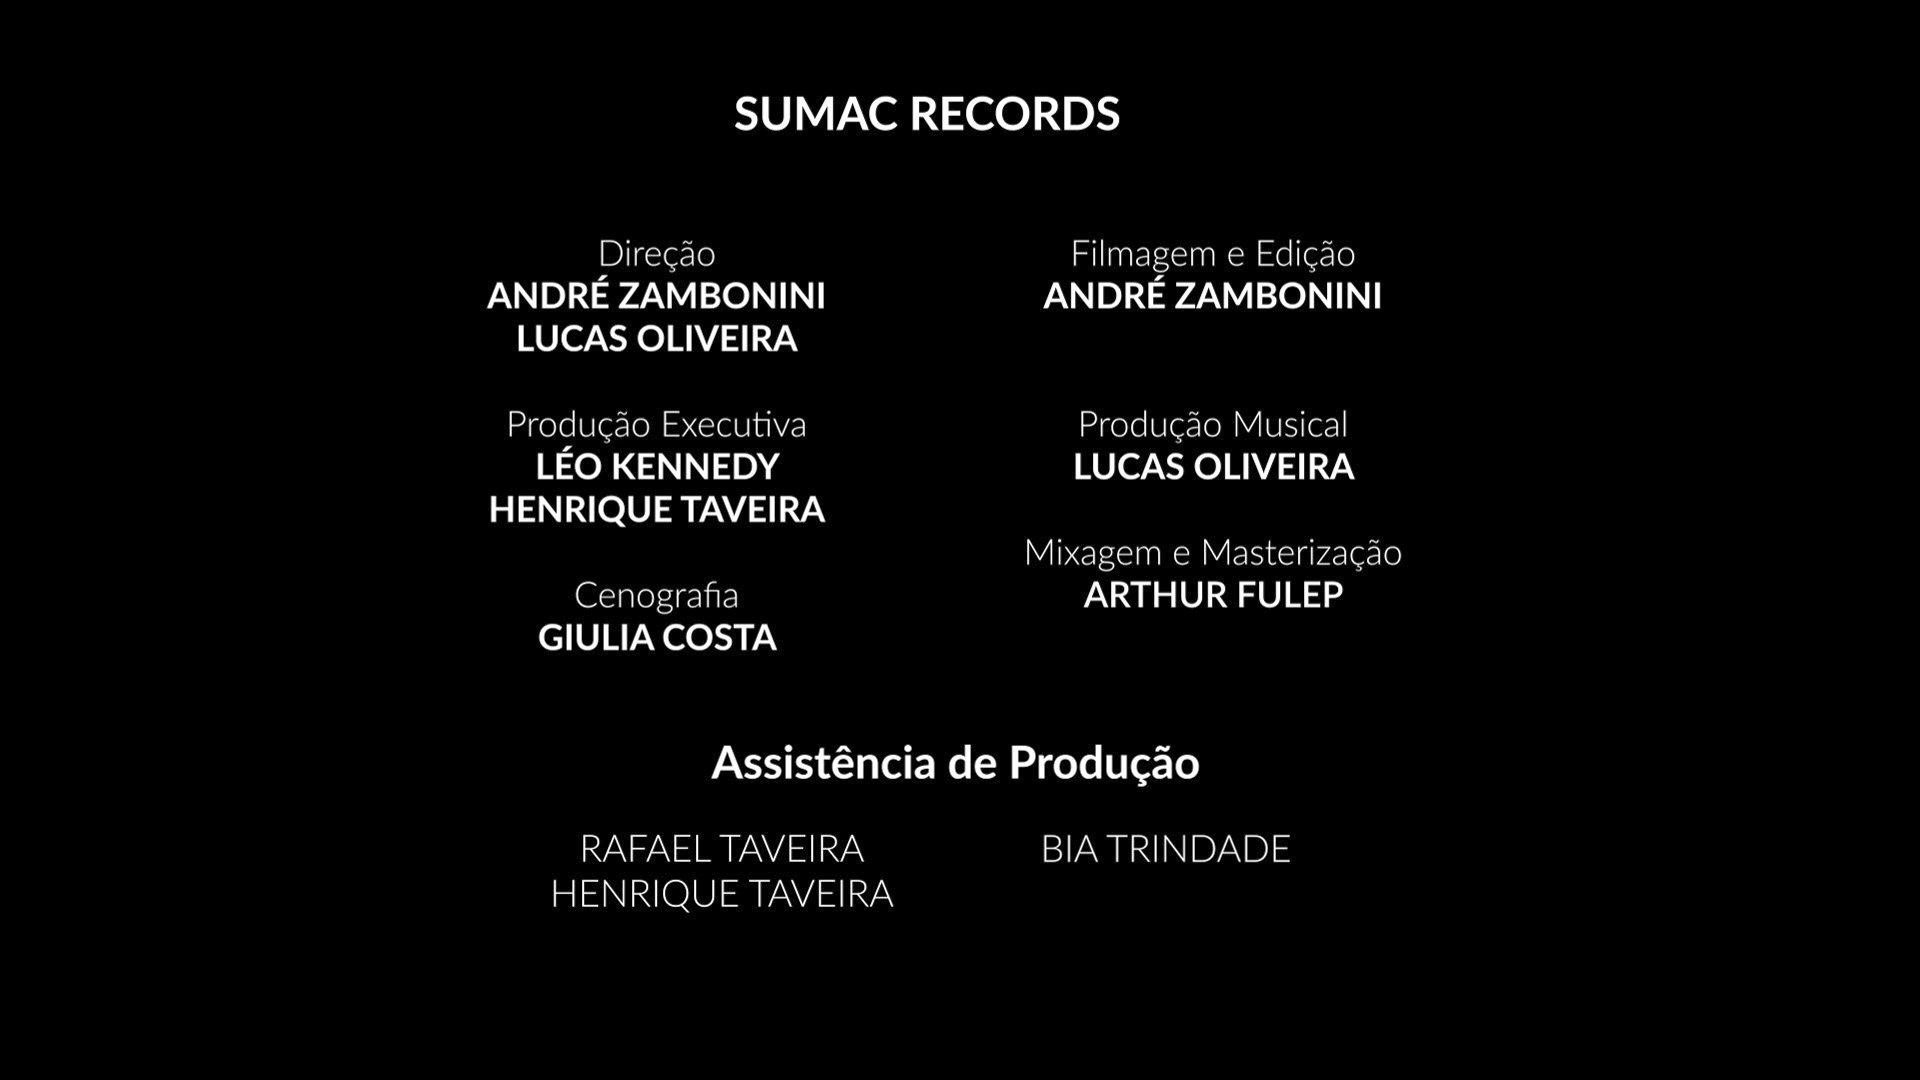 SUMAC RECORDS
Direção
ANDRÉ ZAMBONINI
LUCAS OLIVEIRA
Filmagem e Edição
ANDRÉ ZAMBONINI
Produção Executiva
LÉO KENNEDY
HENRIQUE TAVEIRA
Produção Musical
LUCAS OLIVEIRA
Cenografia
GIULIA COSTA
Mixagem e Masterização
ARTHUR FULEP
Assistência de Produção
RAFAEL TAVEIRA
HENRIQUE TAVEIRA
BIA TRINDADE